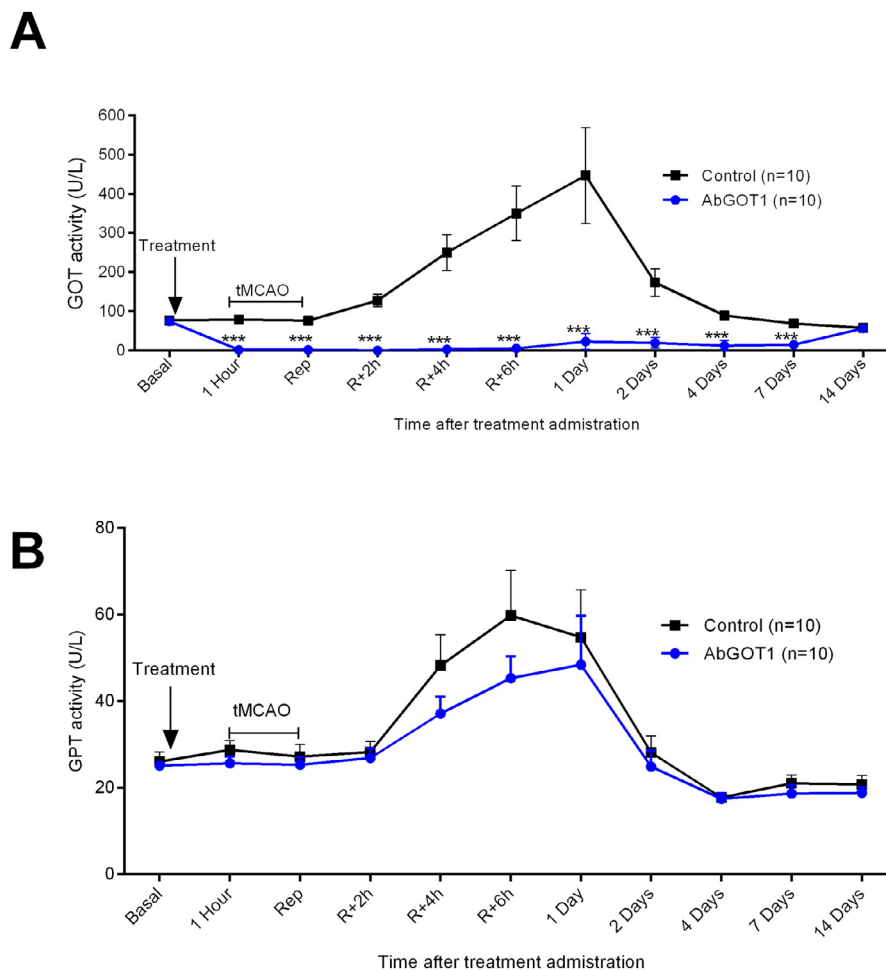 A
600
500
400
300
200
100
0
GOT activity (U/L)
Treatment
tMCAO
Control (n=10)
AbGOT1 (n=10)
*** *** *** *** *** *** *** *** ***
Basal 1 Hour Rep R+2h R+4h R+6h 1 Day 2 Days 4 Days 7 Days 14 Days
Time after treatment admistration
B
80
60
40
20
0
GPT activity (U/L)
Treatment
tMCAO
Control (n=10)
AbGOT1 (n=10)
Basal 1 Hour Rep R+2h R+4h R+6h 1 Day 2 Days 4 Days 7 Days 14 Days
Time after treatment admistration